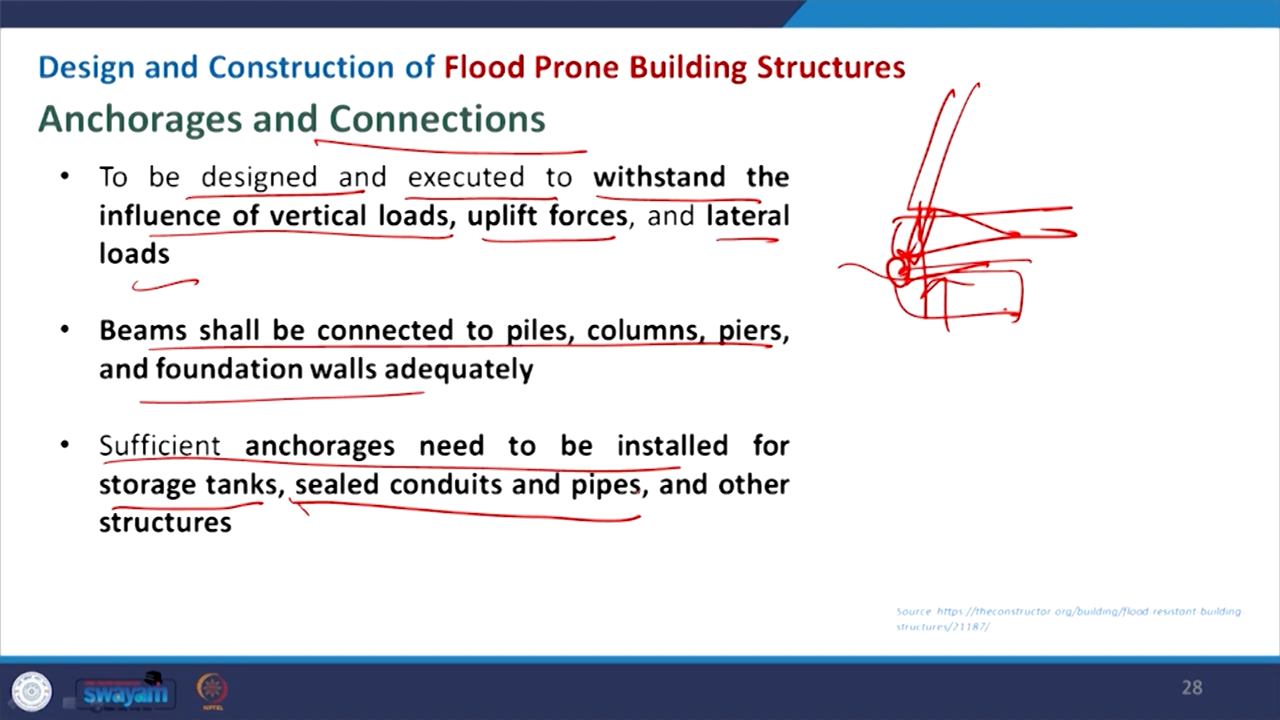 Design and Construction of Flood Prone Building Structures
Anchorages and Connections
• To be designed and executed to withstand the
influence of vertical loads, uplift forces, and lateral
loads
• Beams shall be connected to piles, columns, piers,
and foundation walls adequately
• Sufficient anchorages need to be installed for
storage tanks, sealed conduits and pipes, and other
structures
Source https://theconstructor.org/building/flood-resistant-building-
structures/21187/
swayam
NPTEL
28